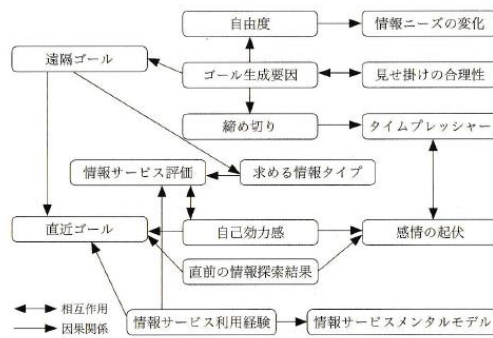 自由度
情報ニーズの変化
遠隔ゴール
ゴール生成要因
見せ掛けの合理性
締め切り
タイムプレッシャー
情報サービス評価
求める情報タイプ
直近ゴール
自己効力感
感情の起伏
直前の情報探索結果
相互作用
因果関係
情報サービス利用経験
情報サービスメンタルモデル